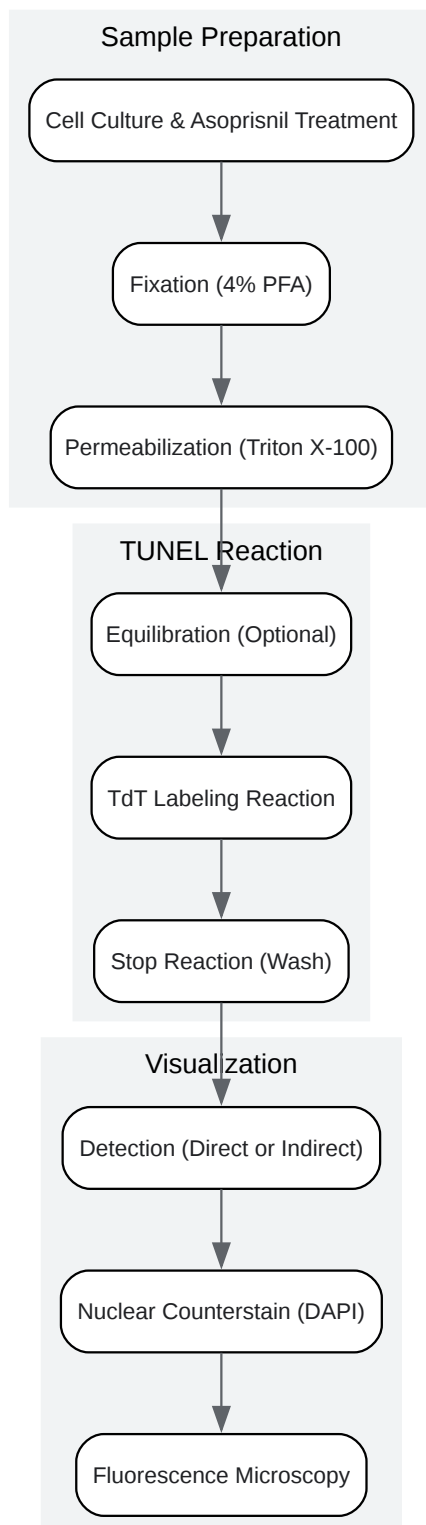 Sample Preparation
Cell Culture & Asoprisnil Treatment
Fixation (4% PFA)
Permeabilization (Triton X-100)
TUNEL Reaction
Equilibration (Optional)
TdT Labeling Reaction
Stop Reaction (Wash)
Visualization
Detection (Direct or Indirect)
Nuclear Counterstain (DAPI)
Fluorescence Microscopy